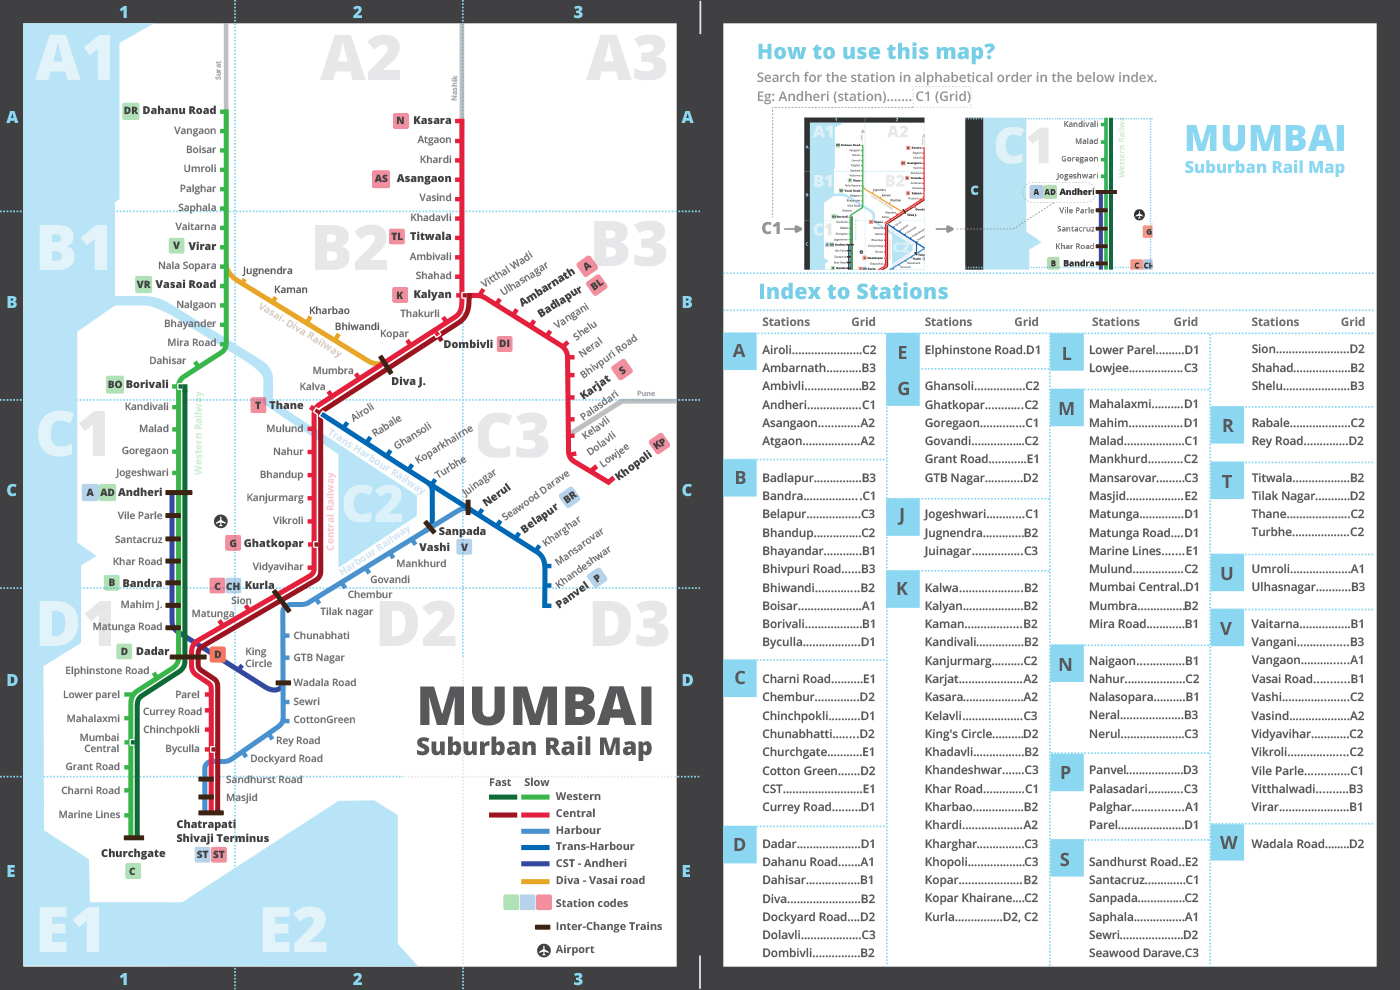 1
2
3
A1
A2
A3
A
Surat
Nashik
DR Dahanu Road
Vangaon
Boisar
Umroli
Palghar
Saphala
Vaitarna
V Virar
Nala Sopara
VR Vasai Road
Nalgaon
Bhayander
Mira Road
Dahisar
BO Borivali
Kandivali
Malad
Goregaon
Jogeshwari
A AD Andheri
Vile Parle
Santacruz
Khar Road
B Bandra
Mahim J.
Matunga Road
D Dadar
Elphinstone Road
Lower parel
Mahalaxmi
Mumbai
Central
Grant Road
Charni Road
Marine Lines
Churchgate
C
B1
B2
B3
B
N Kasara
Atgaon
Khardi
AS Asangaon
Vasind
Khadavli
TL Titwala
Ambivali
Shahad
K Kalyan
Thakurli
Dombivli DI
Kopar
Diva J.
Mumbra
Kalva
T Thane
Mulund
Nahur
Bhandup
Kanjurmarg
Vikroli
G Ghatkopar
Vidyavihar
C CH Kurla
Sion
Matunga
D
Parel
Currey Road
Chinchpokli
Byculla
Sandhurst Road
Masjid
Chatrapati
Shivaji Terminus
ST ST
Jugnendra
Kaman
Kharbao
Bhiwandi
Vasai- Diva Railway
Vitthal Wadi
Ulhasnagar
Ambarnath A
Badlapur BL
Vangani
Shelu
Neral
Bhivpuri Road
Karjat S
Palasdari
Pune
Kelavli
Dolavli
Lowjee
Khopoli KP
C1
C2
C3
C
Western Railway
Central Railway
Trans Harbour Railway
Harbour Railway
Airoli
Rabale
Ghansoli
Koparkhairne
Turbhe
Juinagar
Nerul
Seawood Darave
Belapur BR
Kharghar
Mansarovar
Khandeshwar
Panvel P
Sanpada
Vashi V
Mankhurd
Govandi
Chembur
Tilak nagar
Chunabhati
GTB Nagar
King
Circle
Wadala Road
Sewri
CottonGreen
Rey Road
Dockyard Road
D1
D2
D3
D
E1
E2
E
MUMBAI
Suburban Rail Map
Fast Slow
Western
Central
Harbour
Trans-Harbour
CST - Andheri
Diva - Vasai road
Station codes
Inter-Change Trains
Airport
1
2
3
How to use this map?
Search for the station in alphabetical order in the below index.
Eg: Andheri (station)....... C1 (Grid)
C1
C
C1
Kandivali
Malad
Goregaon
Jogeshwari
A AD Andheri
Vile Parle
Santacruz
Khar Road
B Bandra
MUMBAI
Suburban Rail Map
Index to Stations
Stations Grid
A
Airoli....................C2
Ambarnath..........B3
Ambivli................B2
Andheri...............C1
Asangaon............A2
Atgaon................A2
B
Badlapur.............B3
Bandra................C1
Belapur...............C3
Bhandup.............C2
Bhayandar..........B1
Bhivpuri Road.....B3
Bhiwandi.............B2
Boisar..................A1
Borivali................B1
Byculla................D1
C
Charni Road.........E1
Chembur.............D2
Chinchpokli.........D1
Chunabhatti........D2
Churchgate..........E1
Cotton Green.......D2
CST......................E1
Currey Road........D1
D
Dadar..................D1
Dahanu Road......A1
Dahisar...............B1
Diva.....................B2
Dockyard Road....D2
Dolavli.................C3
Dombivli..............B2
Stations Grid
E
Elphinstone Road.D1
G
Ghansoli..............C2
Ghatkopar...........C2
Goregaon............C1
Govandi...............C2
Grant Road..........E1
GTB Nagar...........D2
J
Jogeshwari..........C1
Jugnendra...........B2
Juinagar..............C3
K
Kalwa..................B2
Kalyan.................B2
Kaman.................B2
Kandivali.............B2
Kanjurmarg.........C2
Karjat..................A2
Kasara.................A2
Kelavli.................C3
King's Circle........D2
Khadavli..............B2
Khandeshwar......C3
Khar Road...........C1
Kharbao..............B2
Khardi.................A2
Kharghar.............C3
Khopoli...............C3
Kopar..................B2
Kopar Khairane....C2
Kurla...............D2, C2
Stations Grid
L
Lower Parel.........D1
Lowjee................C3
M
Mahalaxmi..........D1
Mahim.................D1
Malad..................C1
Mankhurd...........C2
Mansarovar.........C3
Masjid.................E2
Matunga..............D1
Matunga Road.....D1
Marine Lines........E1
Mulund................C2
Mumbai Central..D1
Mumbra..............B2
Mira Road............B1
N
Naigaon...............B1
Nahur..................C2
Nalasopara..........B1
Neral...................B3
Nerul...................C3
P
Panvel.................D3
Palasadari...........C3
Palghar...............A1
Parel....................D1
S
Sandhurst Road..E2
Santacruz............C1
Sanpada..............C2
Saphala...............A1
Sewri...................D2
Seawood Darave.C3
Stations Grid
Sion.....................D2
Shahad................B2
Shelu...................B3
R
Rabale.................C2
Rey Road.............D2
T
Titwala................B2
Tilak Nagar..........D2
Thane..................C2
Turbhe................C2
U
Umroli.................A1
Ulhasnagar..........B3
V
Vaitarna...............B1
Vangani...............B3
Vangaon..............A1
Vasai Road..........B1
Vashi...................C2
Vasind.................A2
Vidyavihar...........C2
Vikroli..................C2
Vile Parle.............C1
Vitthalwadi..........B3
Virar....................B1
W
Wadala Road.......D2